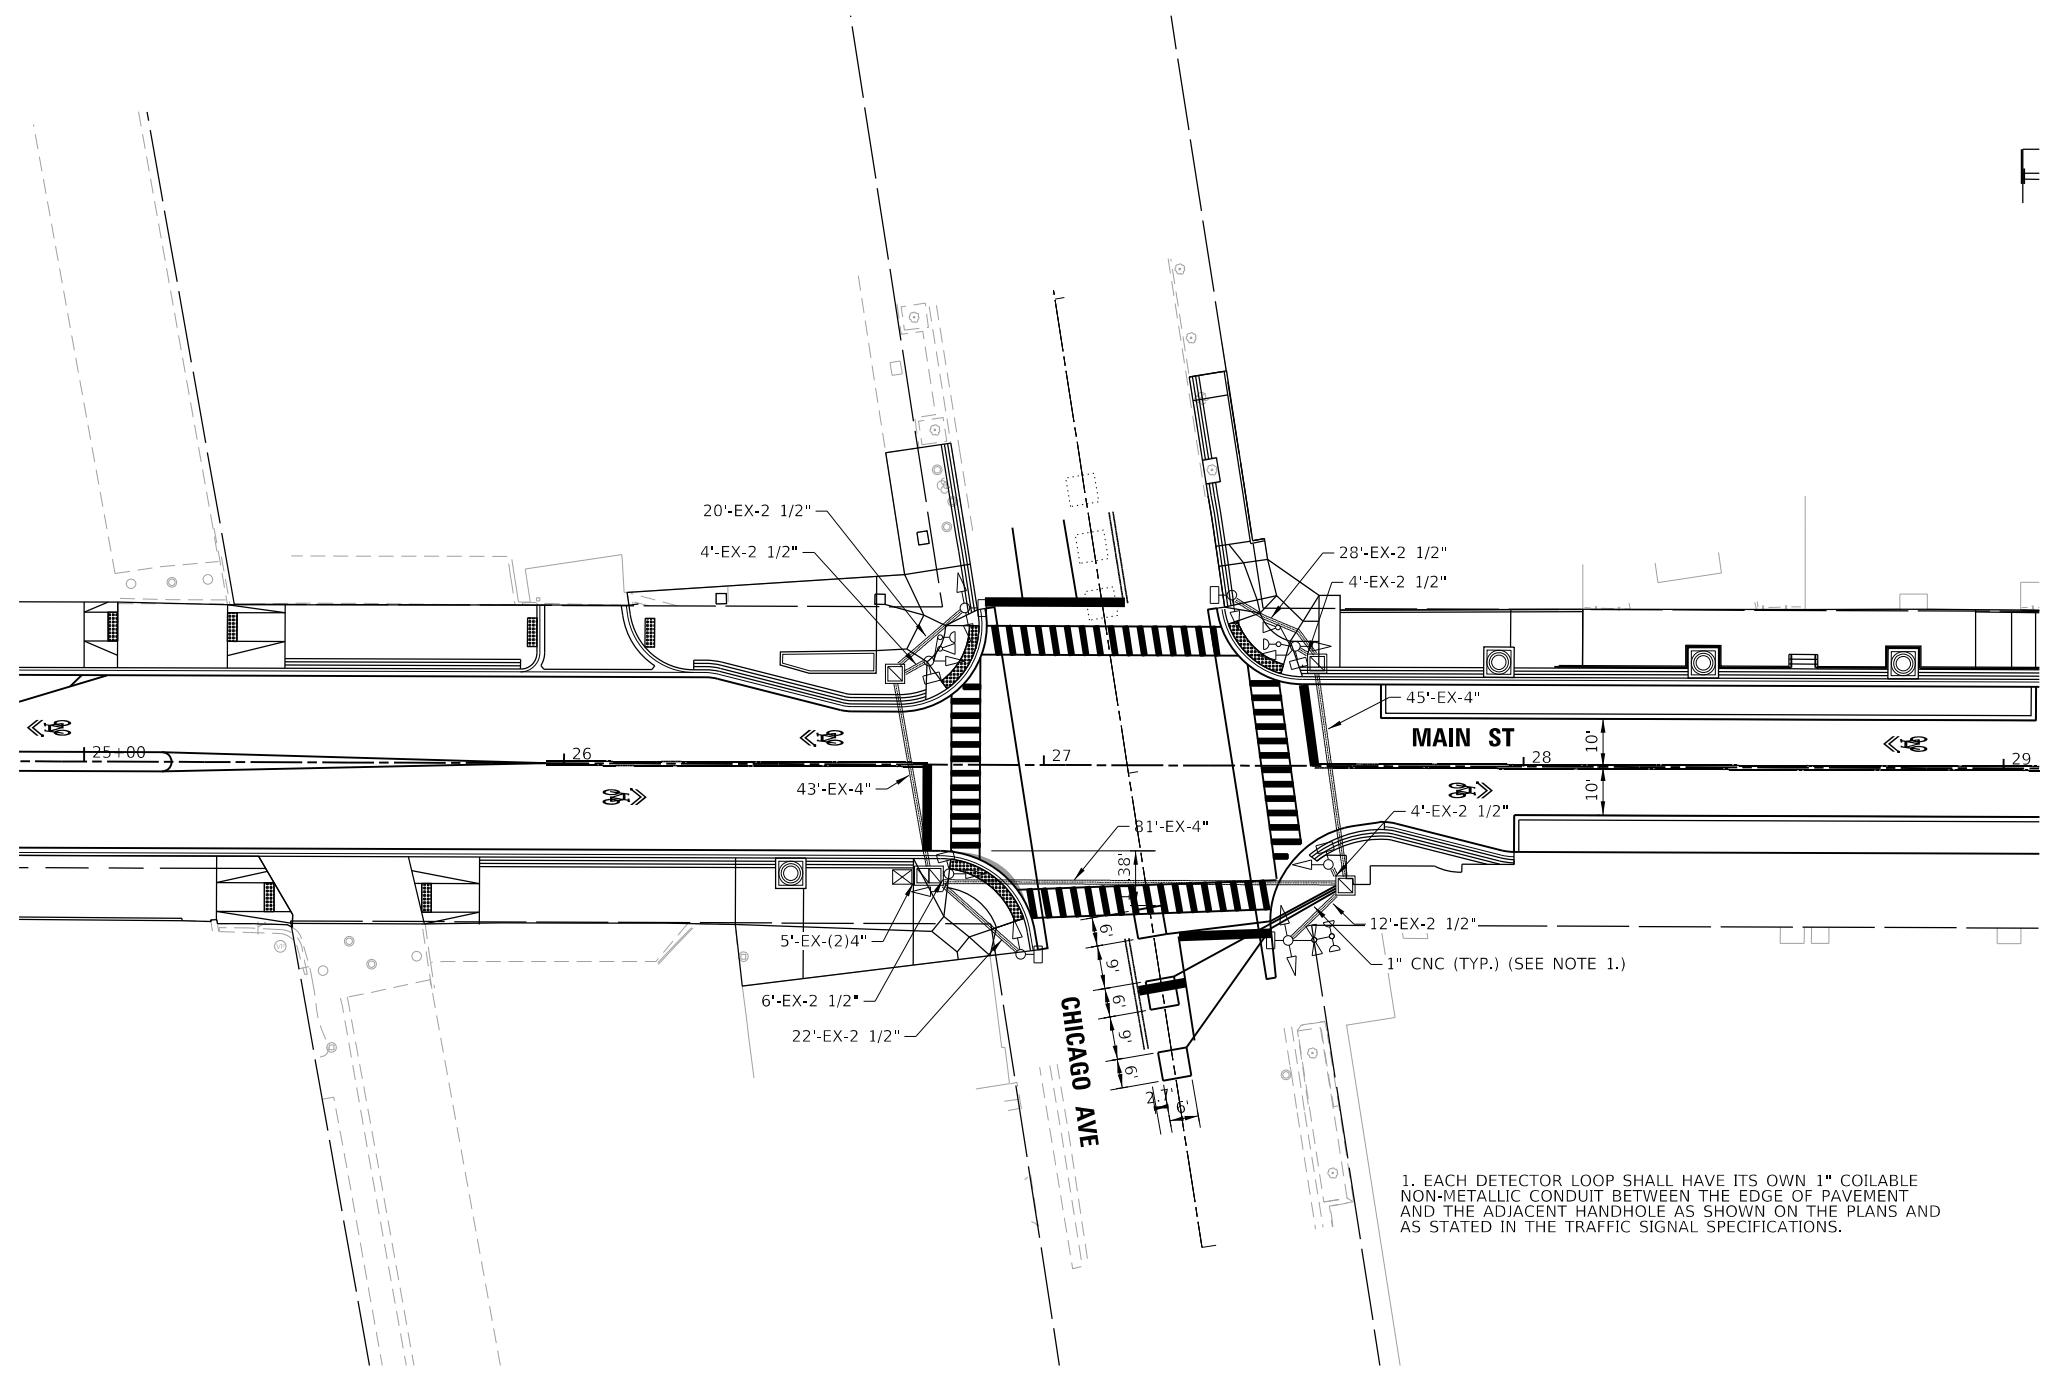 20'-EX-2 1/2"
4'-EX-2 1/2"
28'-EX-2 1/2"
4'-EX-2 1/2"
45'-EX-4"
MAIN ST
10'
25+00
26
27
28
29
43'-EX-4"
10'
4'-EX-2 1/2"
81'-EX-4"
5'-EX-(2)4"
6'
12'-EX-2 1/2"
1" CNC (TYP.) (SEE NOTE 1.)
9'
6'-EX-2 1/2"
6'
22'-EX-2 1/2"
9'
CHICAGO AVE
6'
2.7'
6'
1. EACH DETECTOR LOOP SHALL HAVE ITS OWN 1" COILABLE
NON-METALLIC CONDUIT BETWEEN THE EDGE OF PAVEMENT
AND THE ADJACENT HANDHOLE AS SHOWN ON THE PLANS AND
AS STATED IN THE TRAFFIC SIGNAL SPECIFICATIONS.